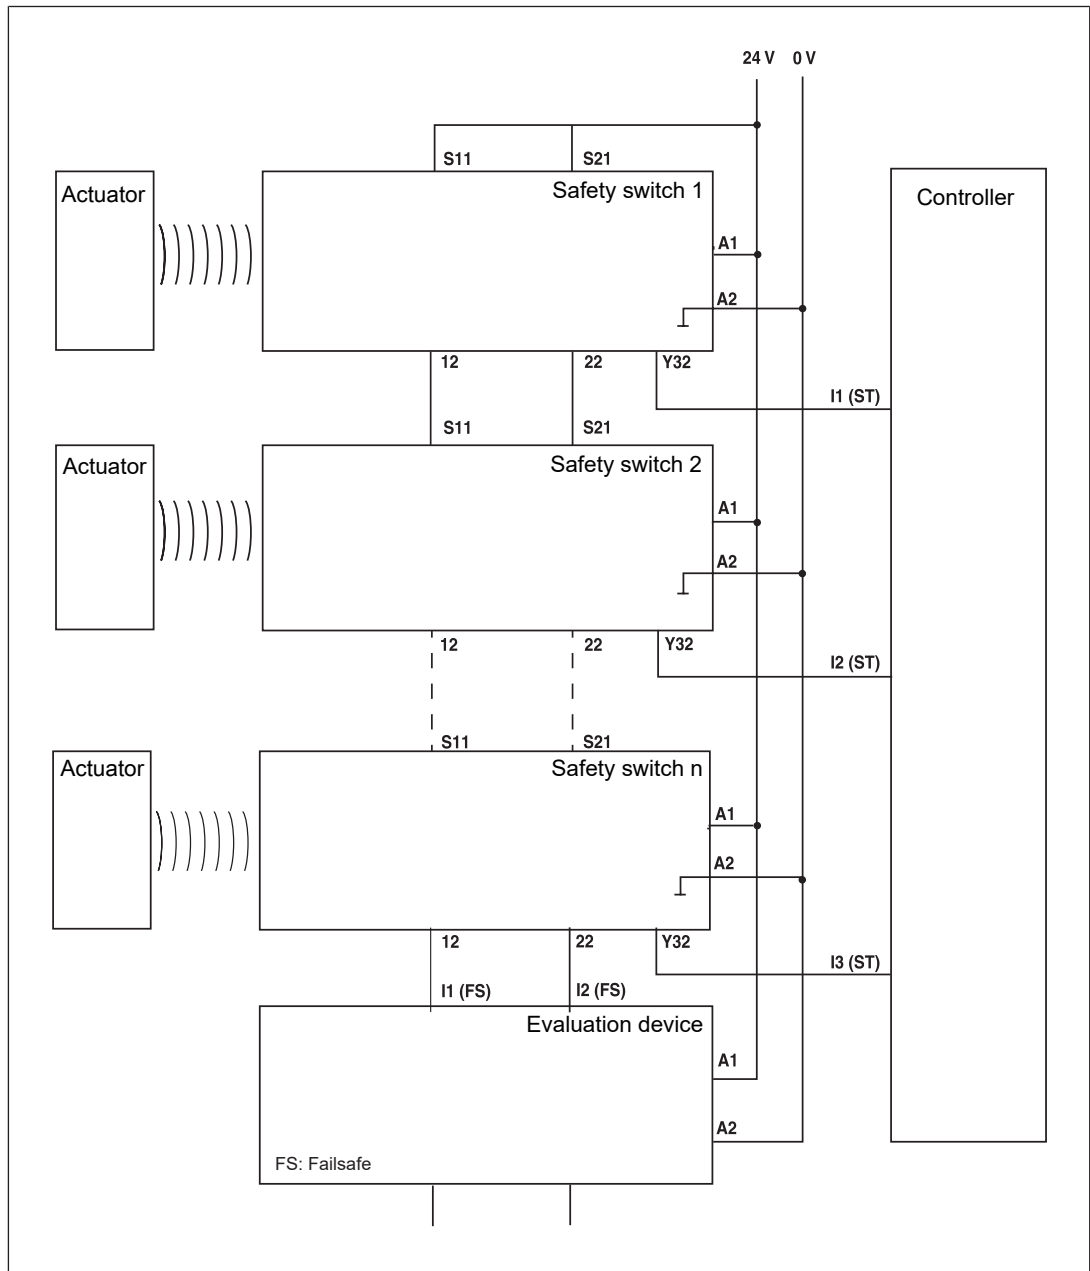 24 V 0 V
S11 S21
Actuator
Safety switch 1
Controller
A1
A2
12 22 Y32
I1 (ST)
S11 S21
Actuator
Safety switch 2
A1
A2
12 22 Y32
I2 (ST)
S11 S21
Actuator
Safety switch n
A1
A2
12 22 Y32
I3 (ST)
I1 (FS) I2 (FS)
Evaluation device
A1
A2
FS: Failsafe